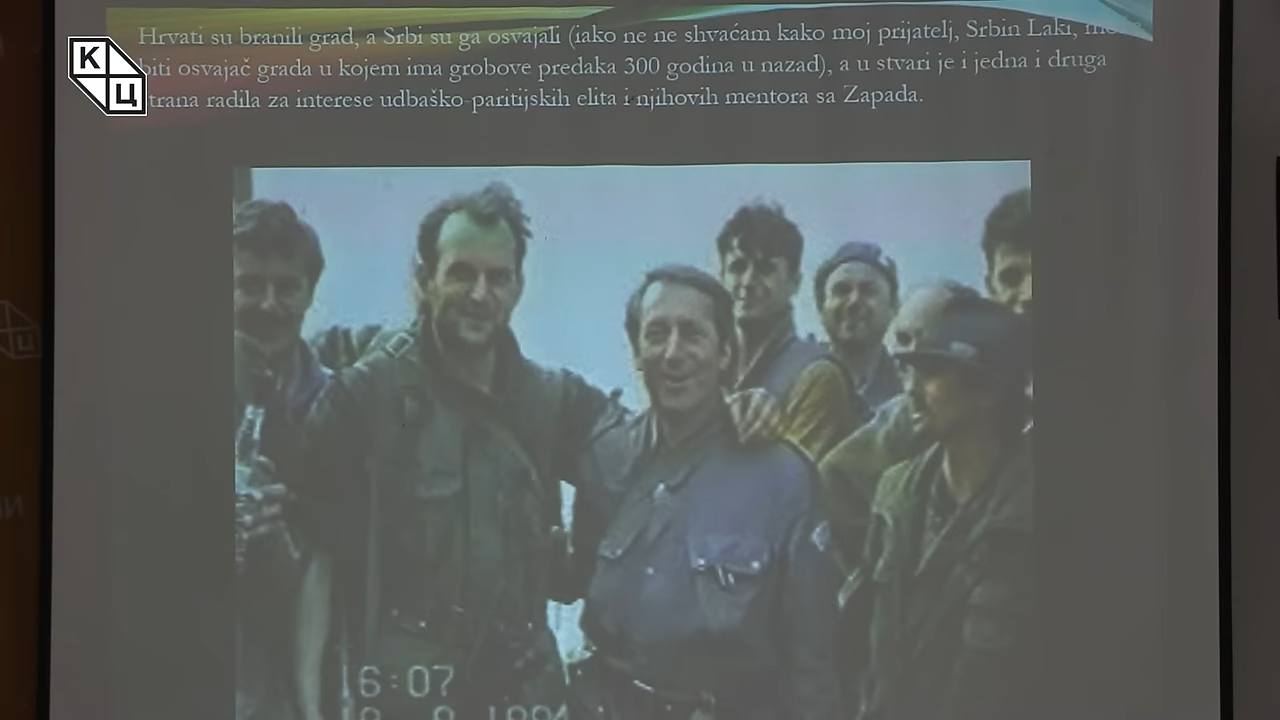 Hrvati su branili grad, a Srbi su ga osvajali (iako ne ne shvaćam kako moj prijatelj, Srbin Laki,
biti osvajač grada u kojem ima grobove predaka 300 godina u nazad), a u stvari je i jedna i druga
trana radila za interese udbaško-paritijskih elita i njihovih mentora sa Zapada.
К
Ц
16:07